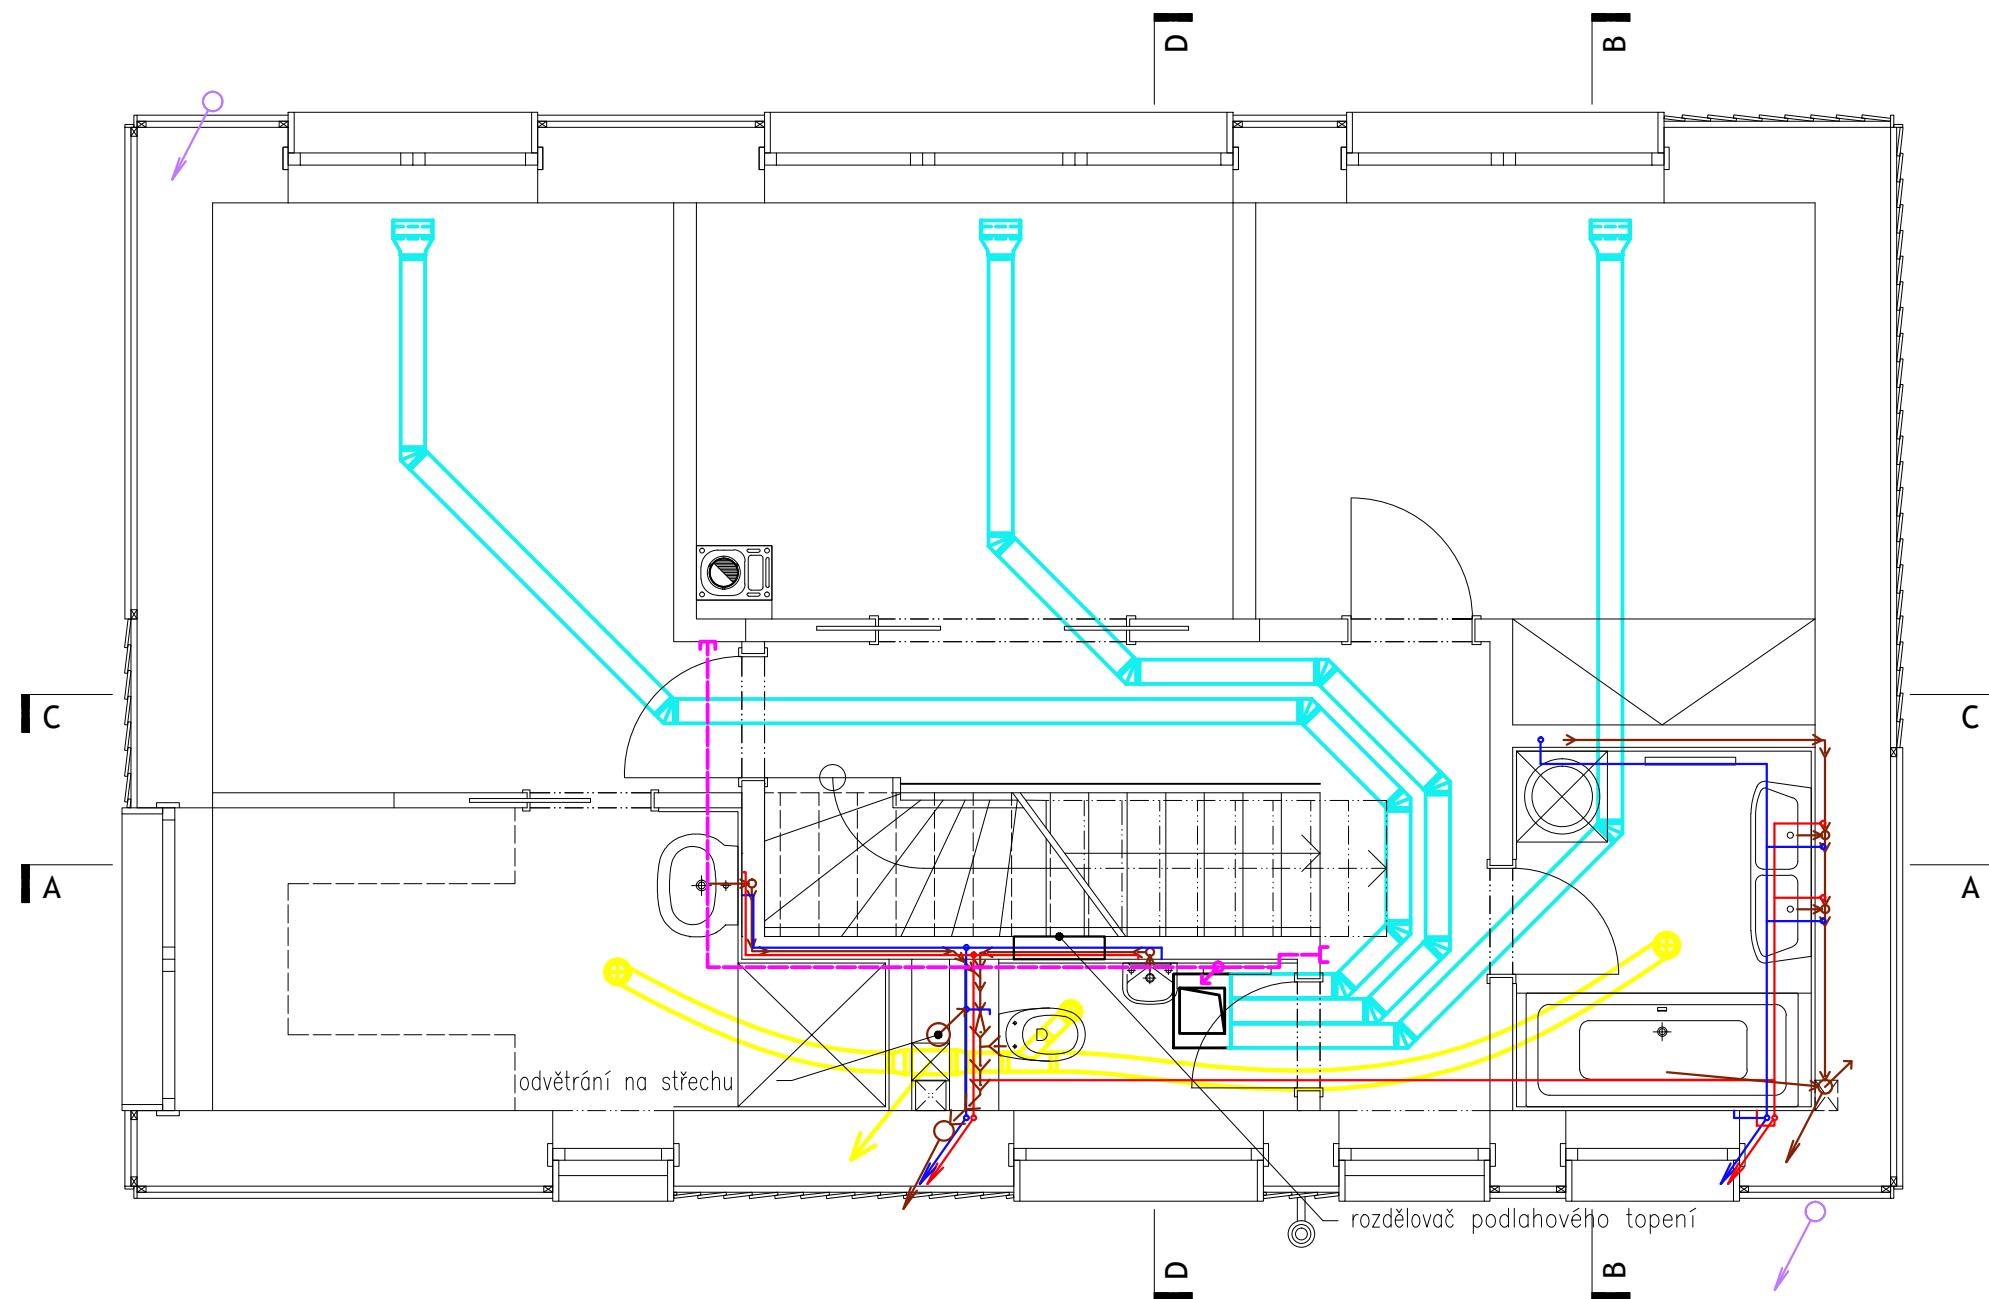 D B
C C
A A
odvětrání na střechu
rozdělovač podlahového topení
D B